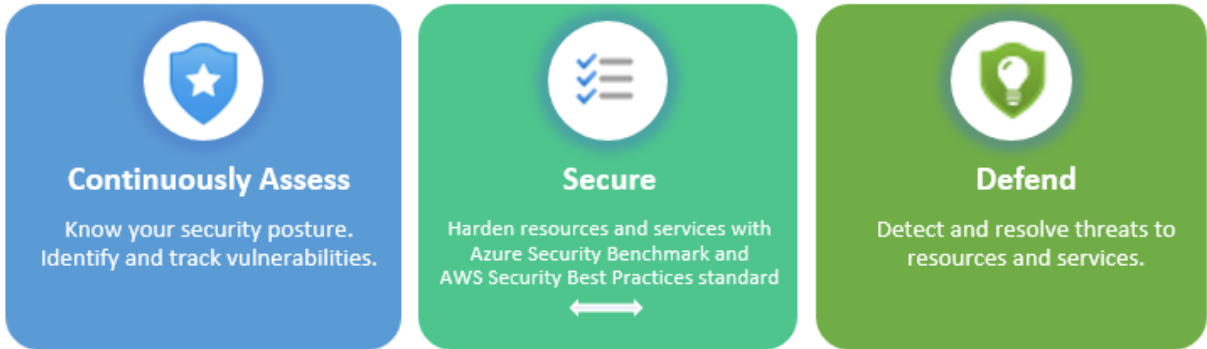 Continuously Assess
Know your security posture.
Identify and track vulnerabilities.
Secure
Harden resources and services with
Azure Security Benchmark and
AWS Security Best Practices standard
Defend
Detect and resolve threats to
resources and services.